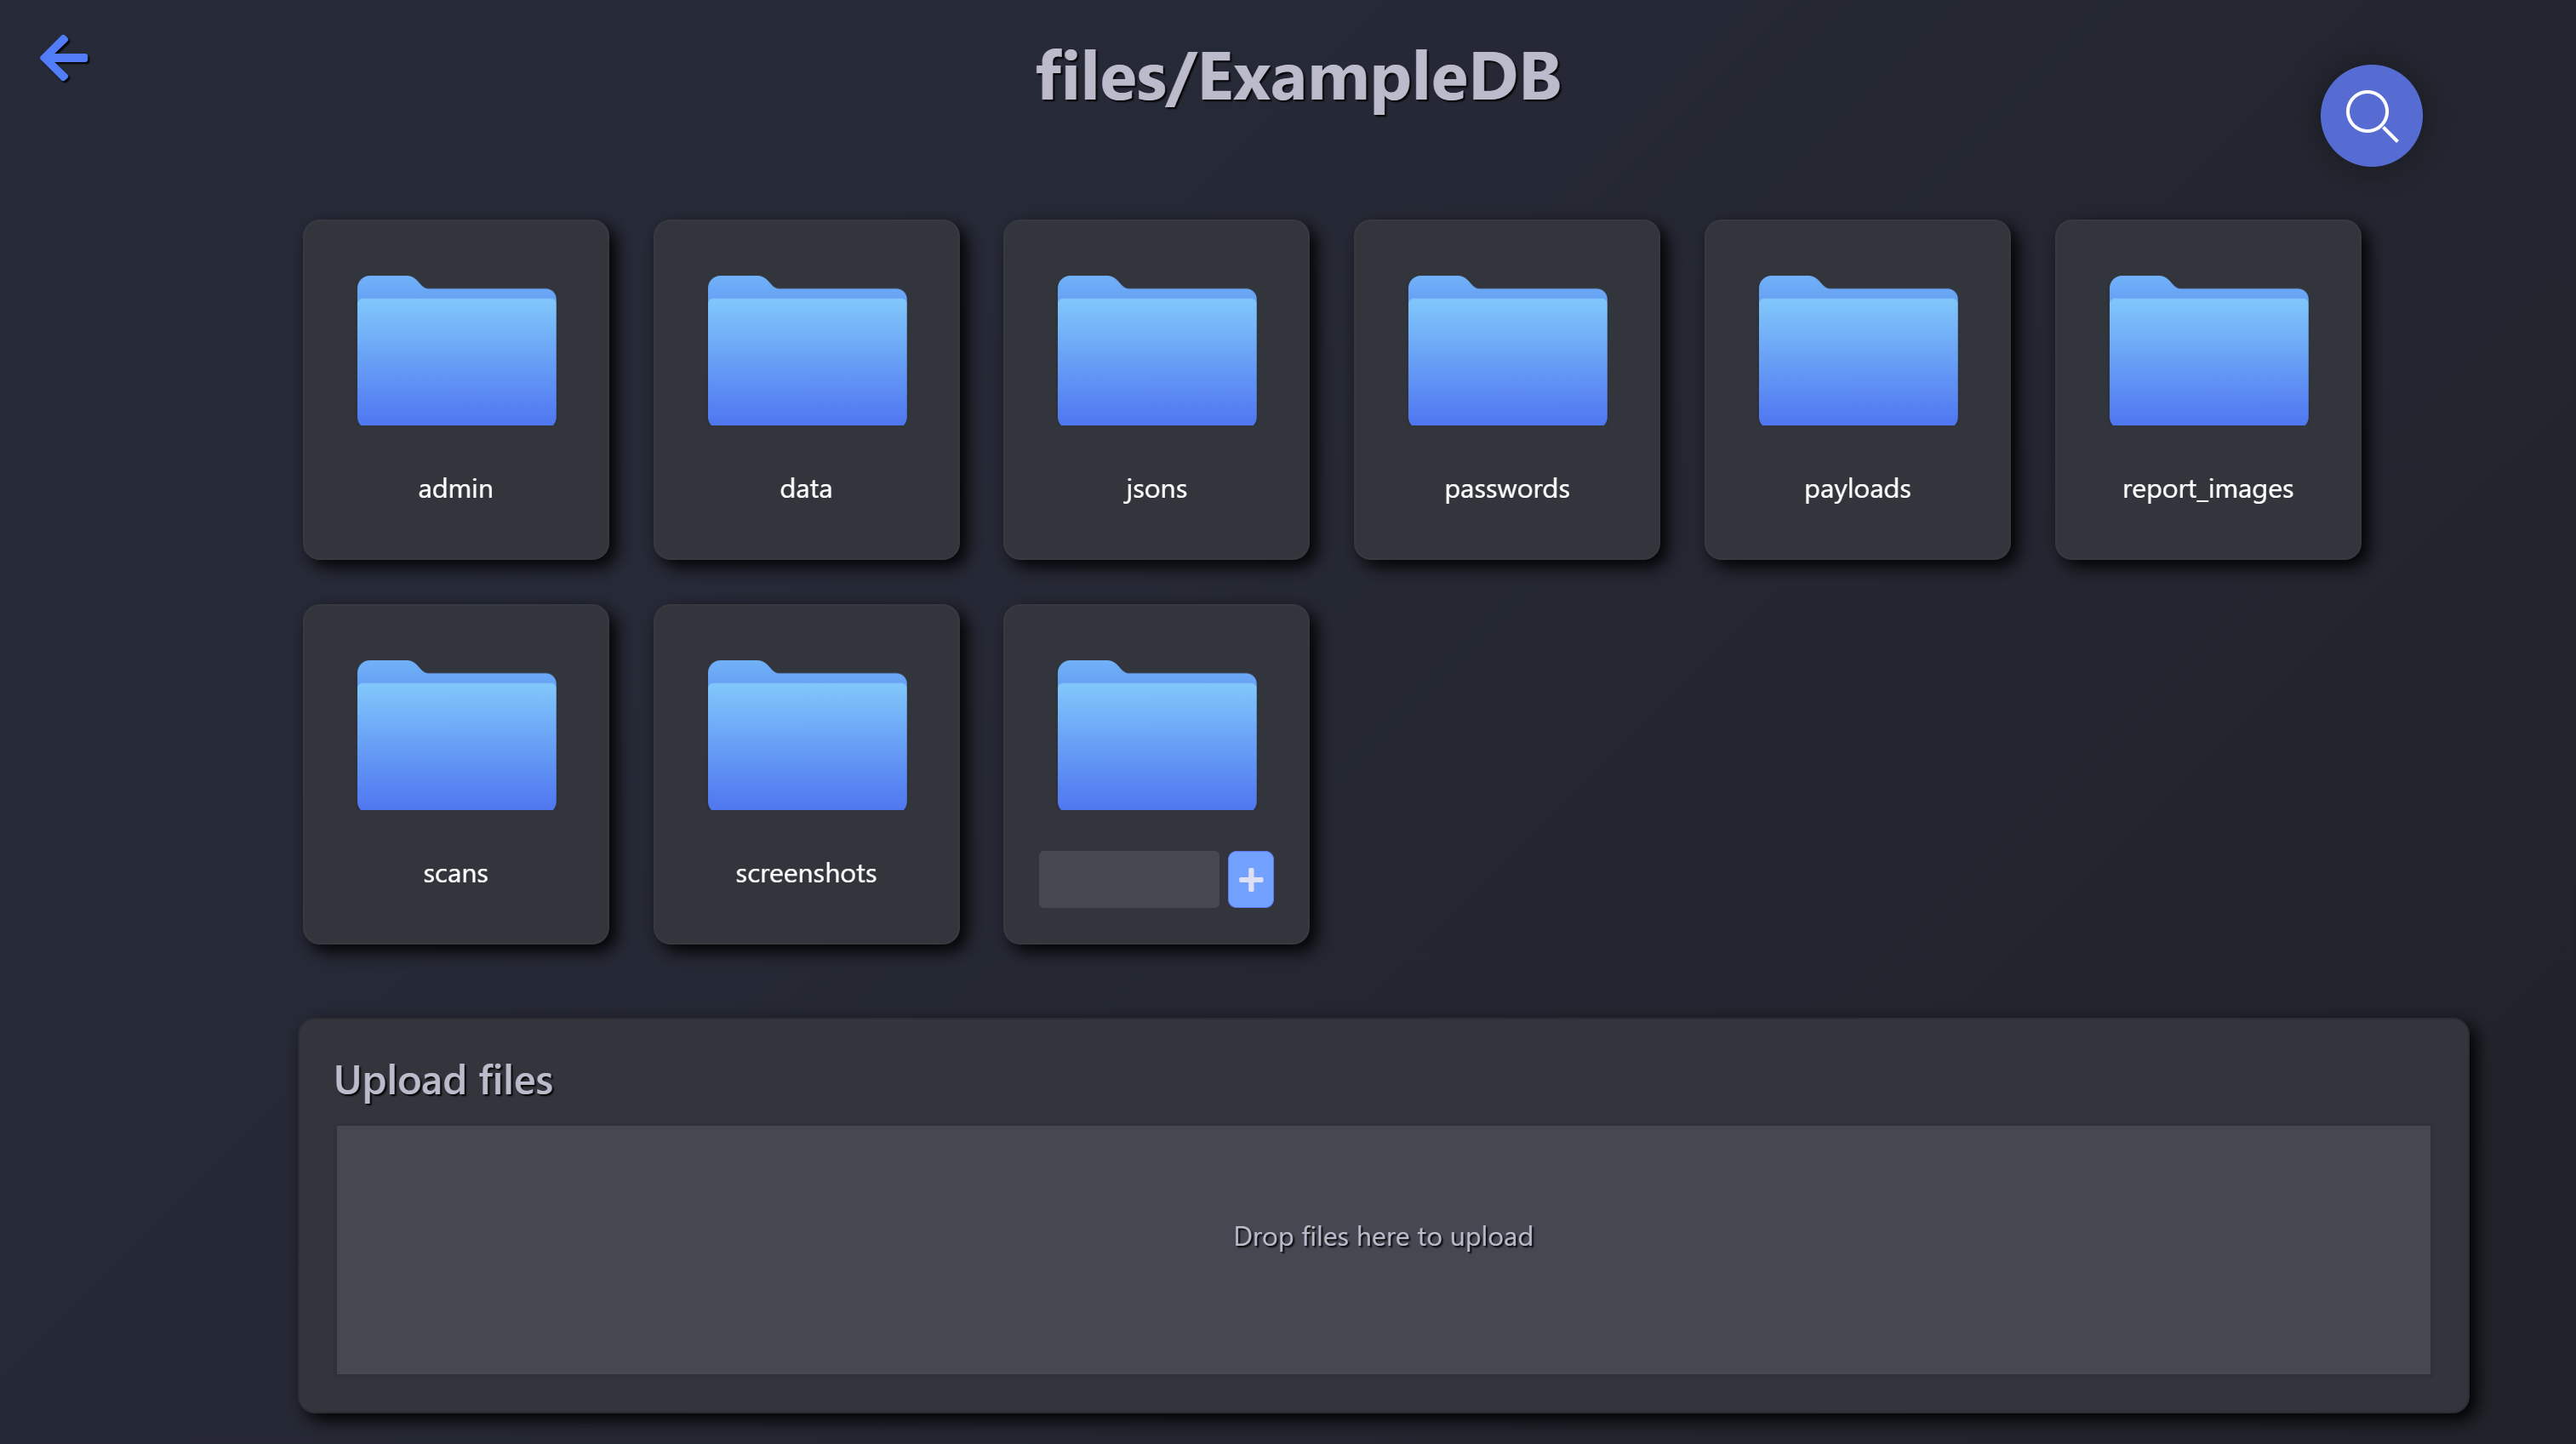 files/ExampleDB
admin
data
jsons
passwords
payloads
report_images
scans
screenshots
+
Upload files
Drop files here to upload